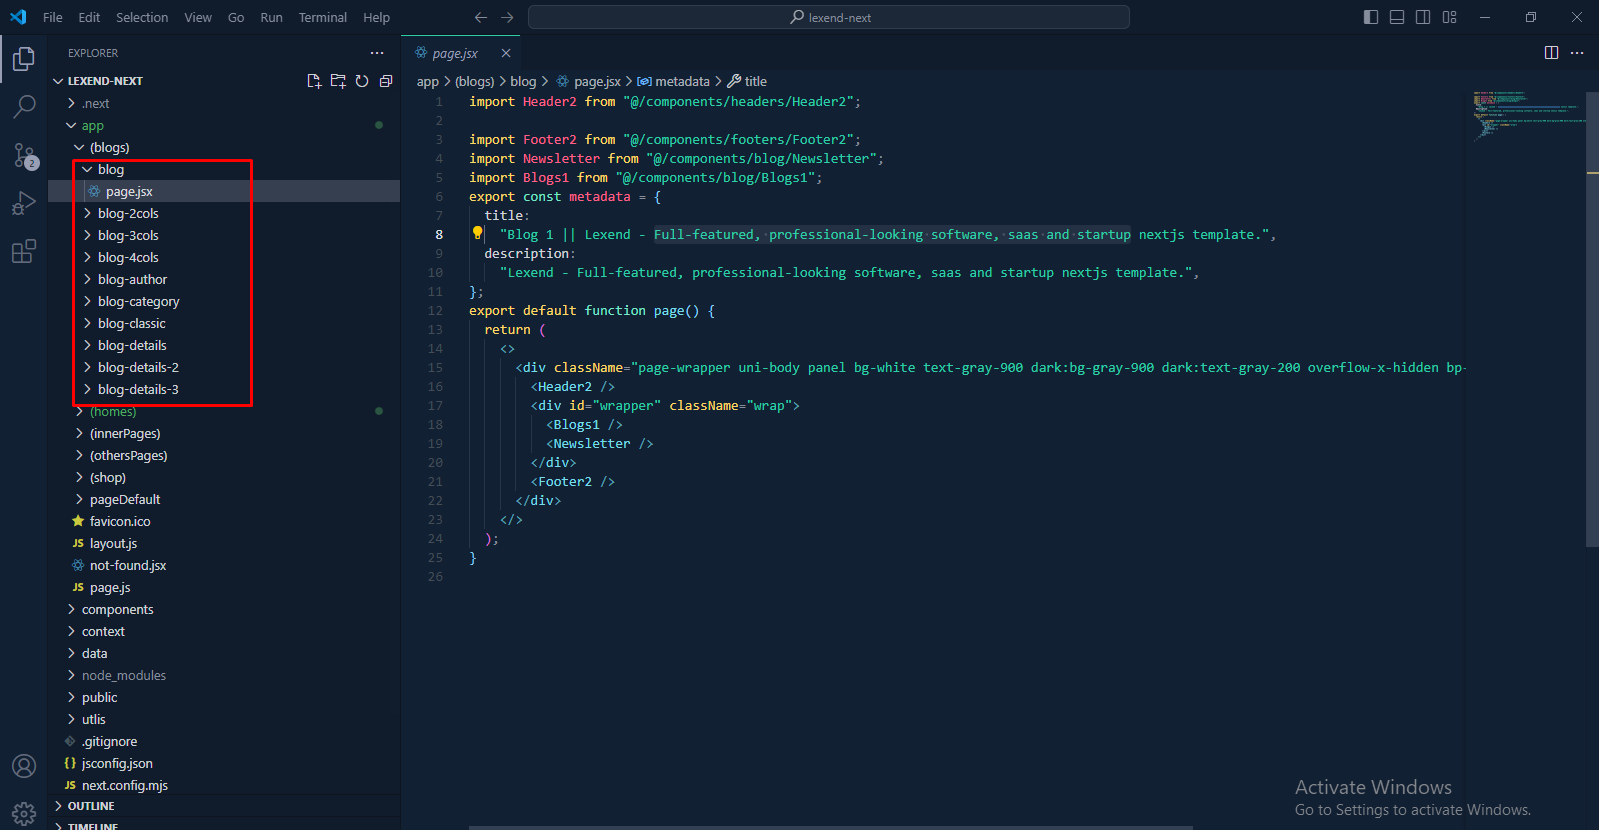 File Edit Selection View Go Run Terminal Help
lexend-next
EXPLORER
LEXEND-NEXT
.next
app
(blogs)
blog
page.jsx
blog-2cols
blog-3cols
blog-4cols
blog-author
blog-category
blog-classic
blog-details
blog-details-2
blog-details-3
(homes)
(innerPages)
(othersPages)
(shop)
pageDefault
favicon.ico
JS layout.js
not-found.jsx
JS page.js
components
context
data
node_modules
public
utlis
.gitignore
{} jsconfig.json
JS next.config.mjs
OUTLINE
TIMELINE
2
page.jsx
app > (blogs) > blog > page.jsx > metadata > title
1 import Header2 from "@/components/headers/Header2";
2
3 import Footer2 from "@/components/footers/Footer2";
4 import Newsletter from "@/components/blog/Newsletter";
5 import Blogs1 from "@/components/blog/Blogs1";
6 export const metadata = {
7 title:
8 "Blog 1 || Lexend - Full-featured, professional-looking software, saas and startup nextjs template.",
9 description:
10 "Lexend - Full-featured, professional-looking software, saas and startup nextjs template.",
11 };
12 export default function page() {
13 return (
14 <>
15 <div className="page-wrapper uni-body panel bg-white text-gray-900 dark:bg-gray-900 dark:text-gray-200 overflow-x-hidden bp-
16 <Header2 />
17 <div id="wrapper" className="wrap">
18 <Blogs1 />
19 <Newsletter />
20 </div>
21 <Footer2 />
22 </div>
23 </>
24 );
25 }
26
Activate Windows
Go to Settings to activate Windows.